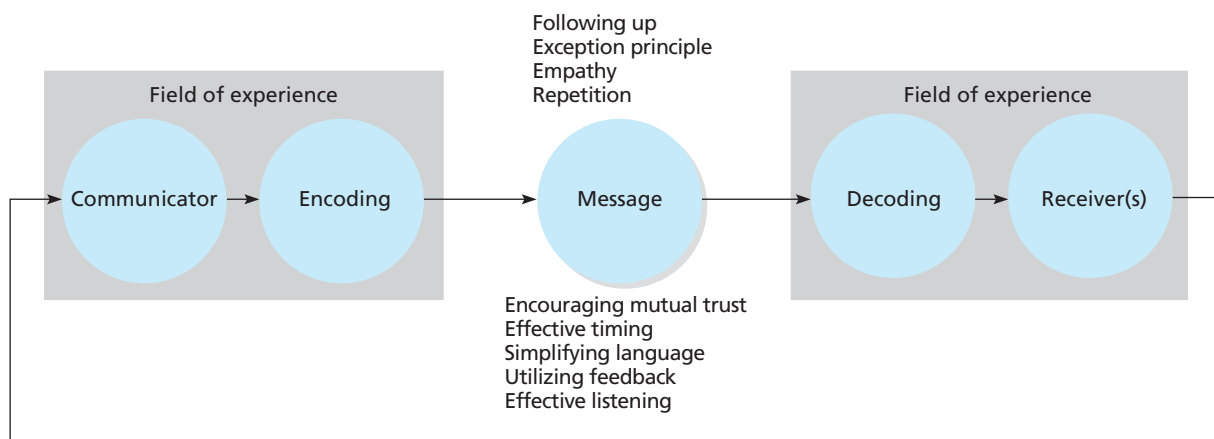 Following up
Exception principle
Empathy
Repetition
Field of experience
Field of experience
Communicator
Encoding
Message
Decoding
Receiver(s)
Encouraging mutual trust
Effective timing
Simplifying language
Utilizing feedback
Effective listening